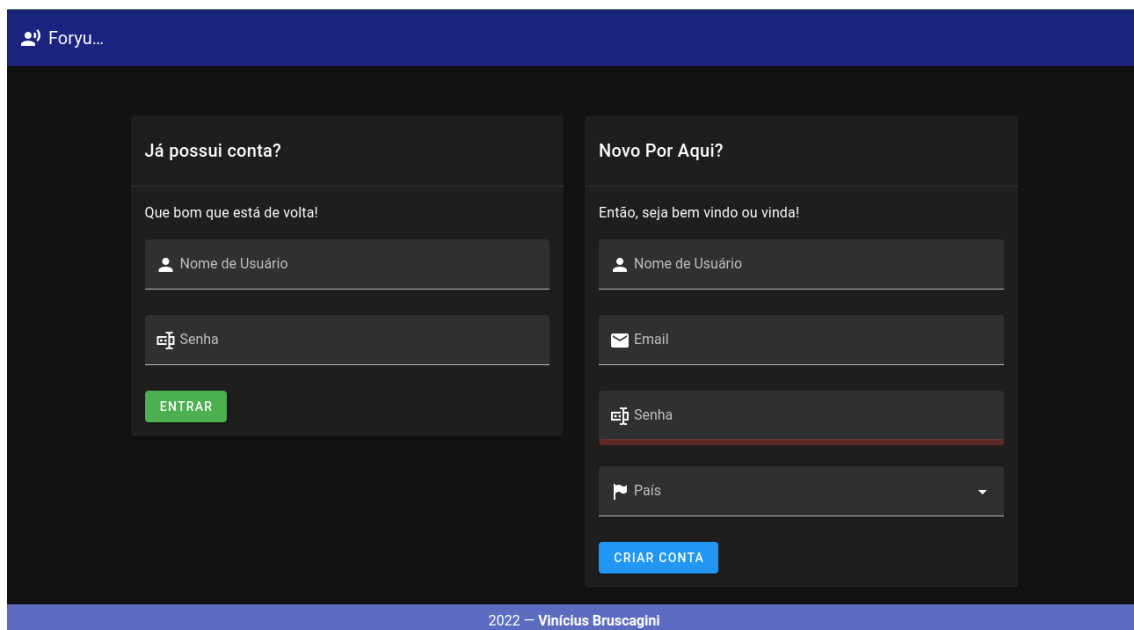 Foryu...
Já possui conta?
Que bom que está de volta!
Nome de Usuário
Senha
ENTRAR
Novo Por Aqui?
Então, seja bem vindo ou vinda!
Nome de Usuário
Email
Senha
País
CRIAR CONTA
2022 — Vinícius Bruscagini